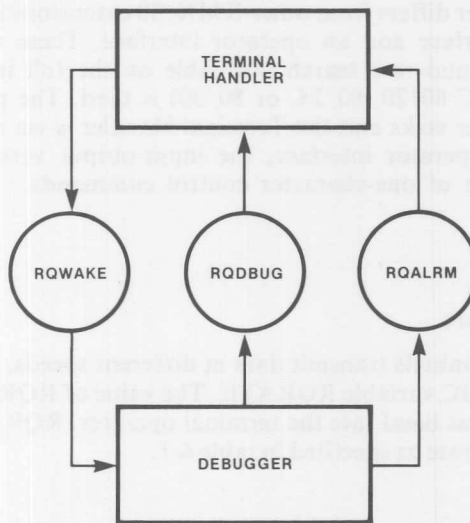 TERMINAL
HANDLER
RQWAKE
RQDBUG
RQALRM
DEBUGGER